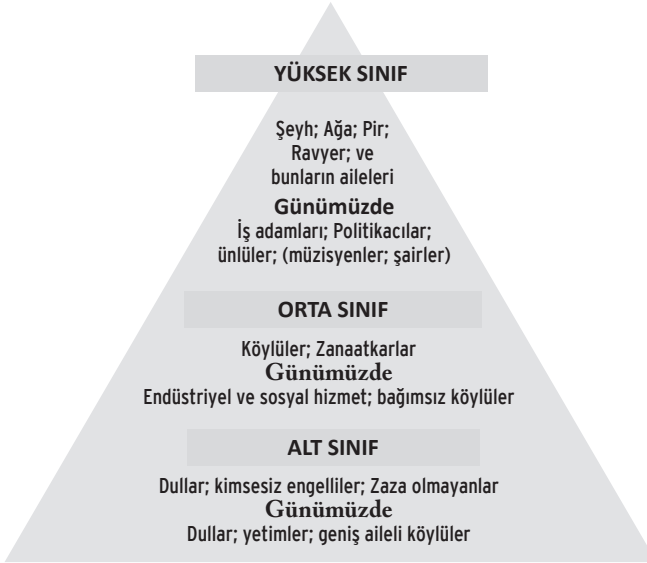 YÜKSEK SINIF
Şeyh; Ağa; Pir;
Ravyer; ve
bunların aileleri
Günümüzde
İş adamları; Politikacılar;
ünlüler; (müzisyenler; şairler)
ORTA SINIF
Köylüler; Zanaatkarlar
Günümüzde
Endüstriyel ve sosyal hizmet; bağımsız köylüler
ALT SINIF
Dullar; kimsesiz engelliler; Zaza olmayanlar
Günümüzde
Dullar; yetimler; geniş aileli köylüler